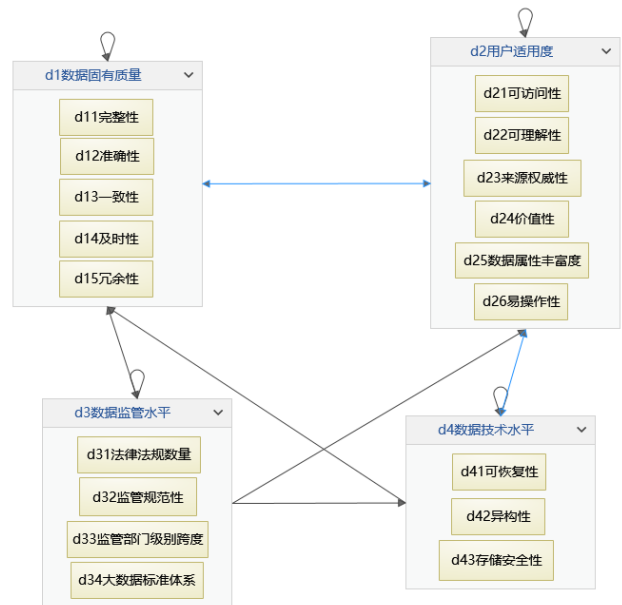 d1数据固有质量
d11完整性
d12准确性
d13一致性
d14及时性
d15冗余性
d2用户适用度
d21可访问性
d22可理解性
d23来源权威性
d24价值性
d25数据属性丰富度
d26易操作性
d3数据监管水平
d31法律法规数量
d32监管规范性
d33监管部门级别跨度
d34大数据标准体系
d4数据技术水平
d41可恢复性
d42异构性
d43存储安全性